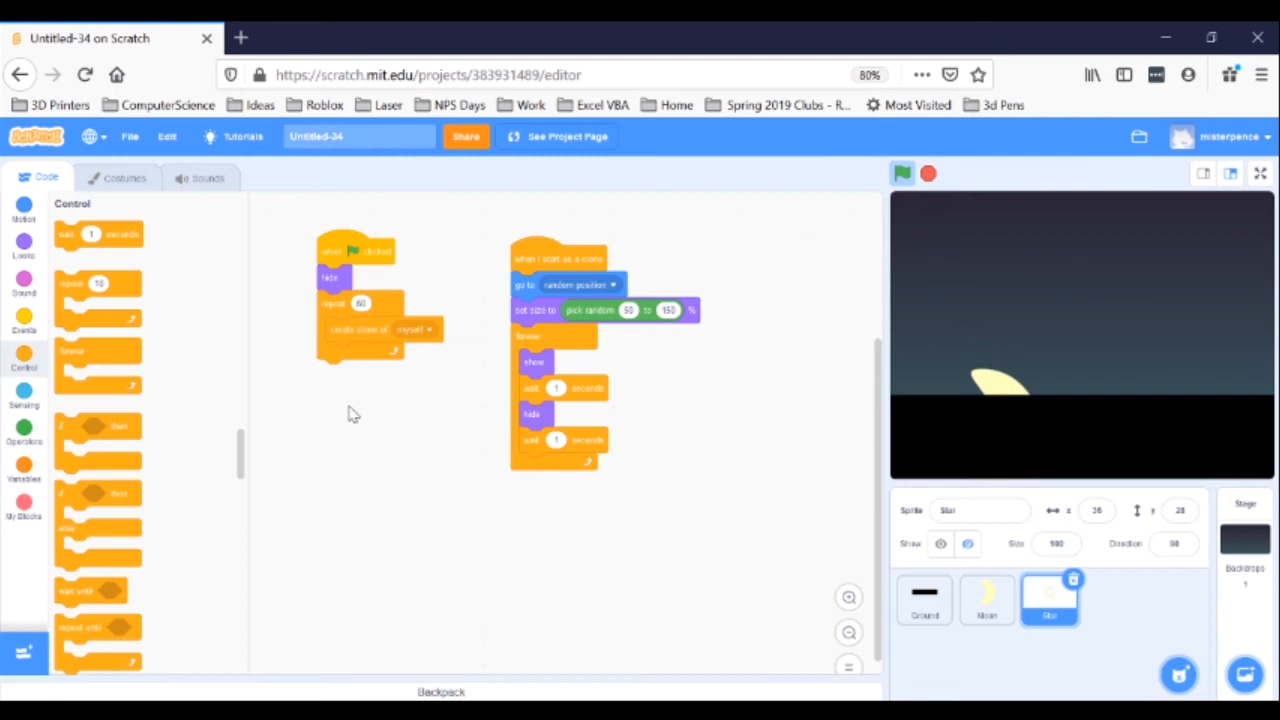 Untitled-34 on Scratch
https://scratch.mit.edu/projects/383931489/editor 80%
3D Printers ComputerScience Ideas Roblox Laser NPS Days Work Excel VBA Home Spring 2019 Clubs - R... Most Visited 3d Pens
SCRATCH File Edit Tutorials Untitled-34 Share See Project Page misterpence
Code Costumes Sounds
Motion
Looks
Sound
Events
Control
Sensing
Operators
Variables
My Blocks
Control
wait 1 seconds
repeat 10
forever
if then
if then
else
wait until
repeat until
when clicked
hide
repeat 60
create clone of myself
when I start as a clone
go to random position
set size to pick random 50 to 150 %
forever
show
wait 1 seconds
hide
wait 1 seconds
Sprite Star x 36 y 28
Show Size 100 Direction 90
Ground Moon Star
Stage
Backdrops
1
Backpack